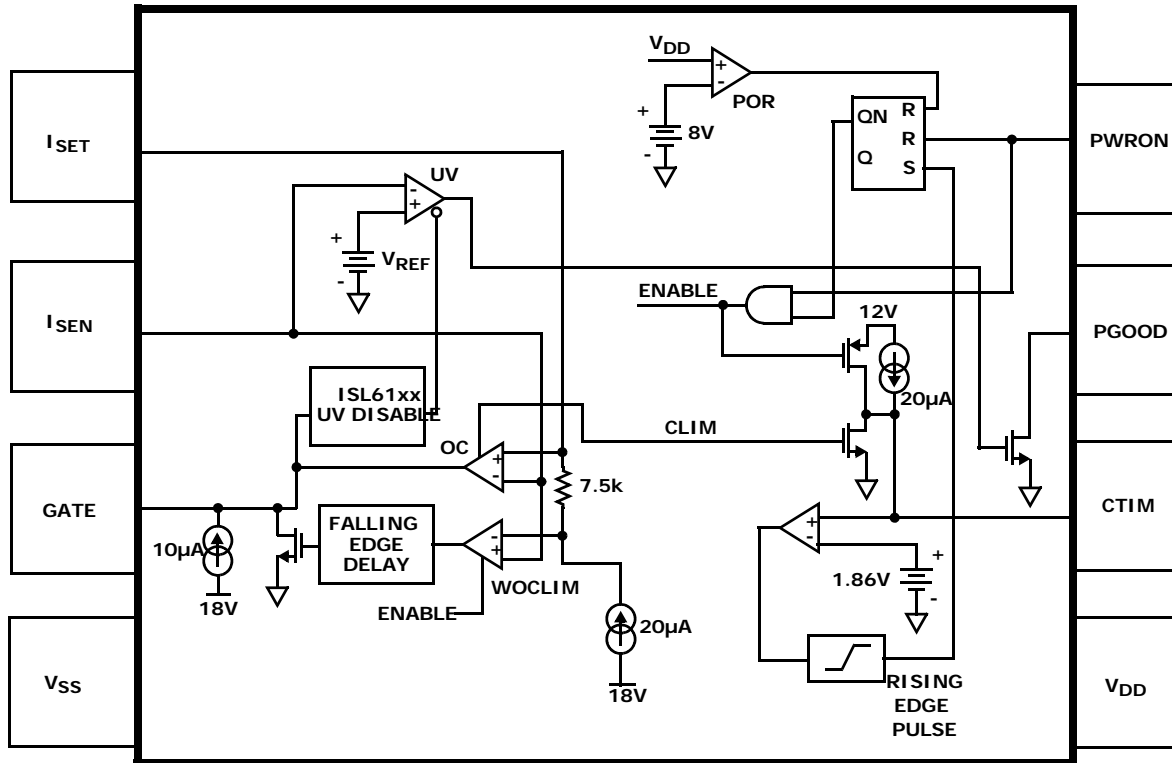 VDD
+
-
POR
+
8V
-
QN R
R
Q
S
PWRON
ISET
UV
-
+
+
VREF
-
ENABLE
12V
PGOOD
ISEN
20µA
ISL61xx
UV DISABLE
CLIM
OC
+
-
7.5k
GATE
CTIM
10µA
18V
FALLING
EDGE
DELAY
-
+
WOCLIM
ENABLE
20µA
18V
+
-
1.86V
+
-
RISING
EDGE
PULSE
VSS
VDD